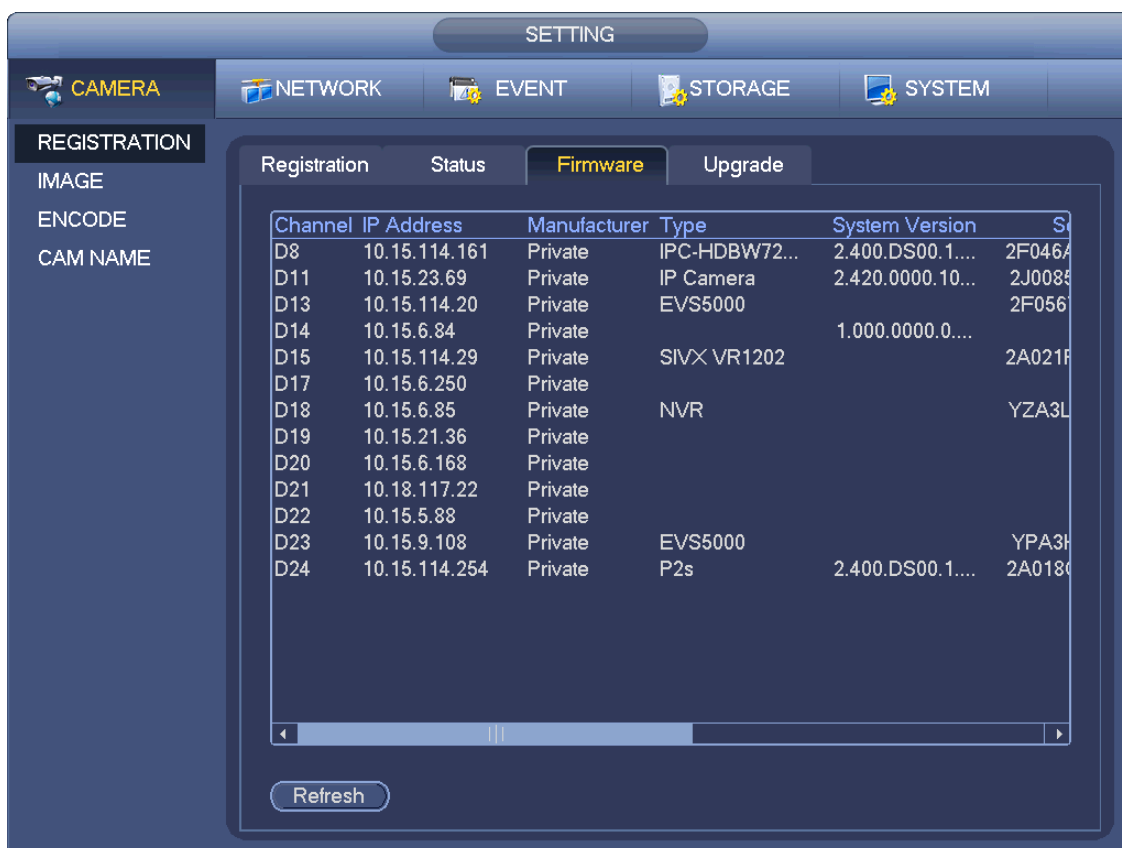 SETTING
CAMERA NETWORK EVENT STORAGE SYSTEM
REGISTRATION
IMAGE
ENCODE
CAM NAME
Registration Status Firmware Upgrade
Channel IP Address Manufacturer Type System Version
D8 10.15.114.161 Private IPC-HDBW72... 2.400.DS00.1.... 2F046
D11 10.15.23.69 Private IP Camera 2.420.0000.10... 2J008
D13 10.15.114.20 Private EVS5000 2F056
D14 10.15.6.84 Private 1.000.0000.0....
D15 10.15.114.29 Private SIVX VR1202 2A021
D17 10.15.6.250 Private
D18 10.15.6.85 Private NVR YZA3L
D19 10.15.21.36 Private
D20 10.15.6.168 Private
D21 10.18.117.22 Private
D22 10.15.5.88 Private
D23 10.15.9.108 Private EVS5000 YPA3
D24 10.15.114.254 Private P2s 2.400.DS00.1.... 2A018
Refresh